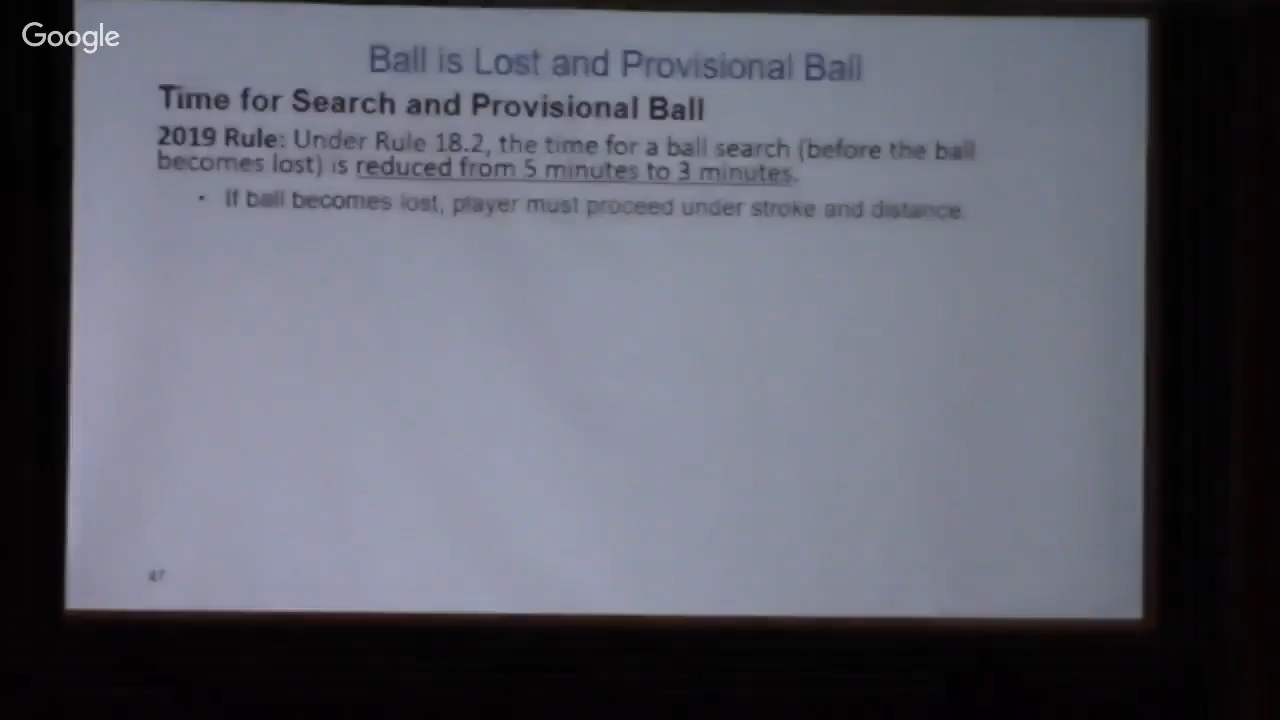 Google
Ball is Lost and Provisional Ball
Time for Search and Provisional Ball
2019 Rule: Under Rule 18.2, the time for a ball search (before the ball
becomes lost) is reduced from 5 minutes to 3 minutes.
• If ball becomes lost, player must proceed under stroke and distance.
47